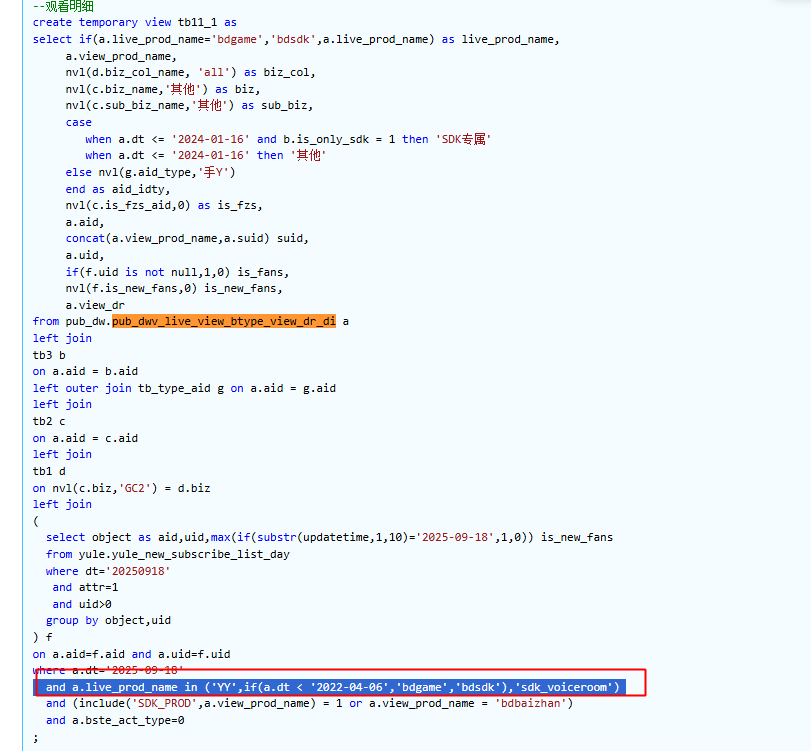 --观看明细
create temporary view tb11_1 as
select if(a.live_prod_name='bdgame','bdsdk',a.live_prod_name) as live_prod_name,
a.view_prod_name,
nvl(d.biz_col_name, 'all') as biz_col,
nvl(c.biz_name,'其他') as biz,
nvl(c.sub_biz_name,'其他') as sub_biz,
case
when a.dt <= '2024-01-16' and b.is_only_sdk = 1 then 'SDK专属'
when a.dt <= '2024-01-16' then '其他'
else nvl(g.aid_type,'手Y')
end as aid_idty,
nvl(c.is_fzs_aid,0) as is_fzs,
a.aid,
concat(a.view_prod_name,a.suid) suid,
a.uid,
if(f.uid is not null,1,0) is_fans,
nvl(f.is_new_fans,0) is_new_fans,
a.view_dr
from pub_dw.pub_dwv_live_view_btype_view_dr_di a
left join
tb3 b
on a.aid = b.aid
left outer join tb_type_aid g on a.aid = g.aid
left join
tb2 c
on a.aid = c.aid
left join
tb1 d
on nvl(c.biz,'GC2') = d.biz
left join
(
select object as aid,uid,max(if(substr(updatetime,1,10)='2025-09-18',1,0)) is_new_fans
from yule.yule_new_subscribe_list_day
where dt='20250918'
and attr=1
and uid>0
group by object,uid
) f
on a.aid=f.aid and a.uid=f.uid
where a.dt='2025-09-18'
and a.live_prod_name in ('YY',if(a.dt < '2022-04-06','bdgame','bdsdk'),'sdk_voiceroom')
and (include('SDK_PROD',a.view_prod_name) = 1 or a.view_prod_name = 'bdbaizhan')
and a.bste_act_type=0
;